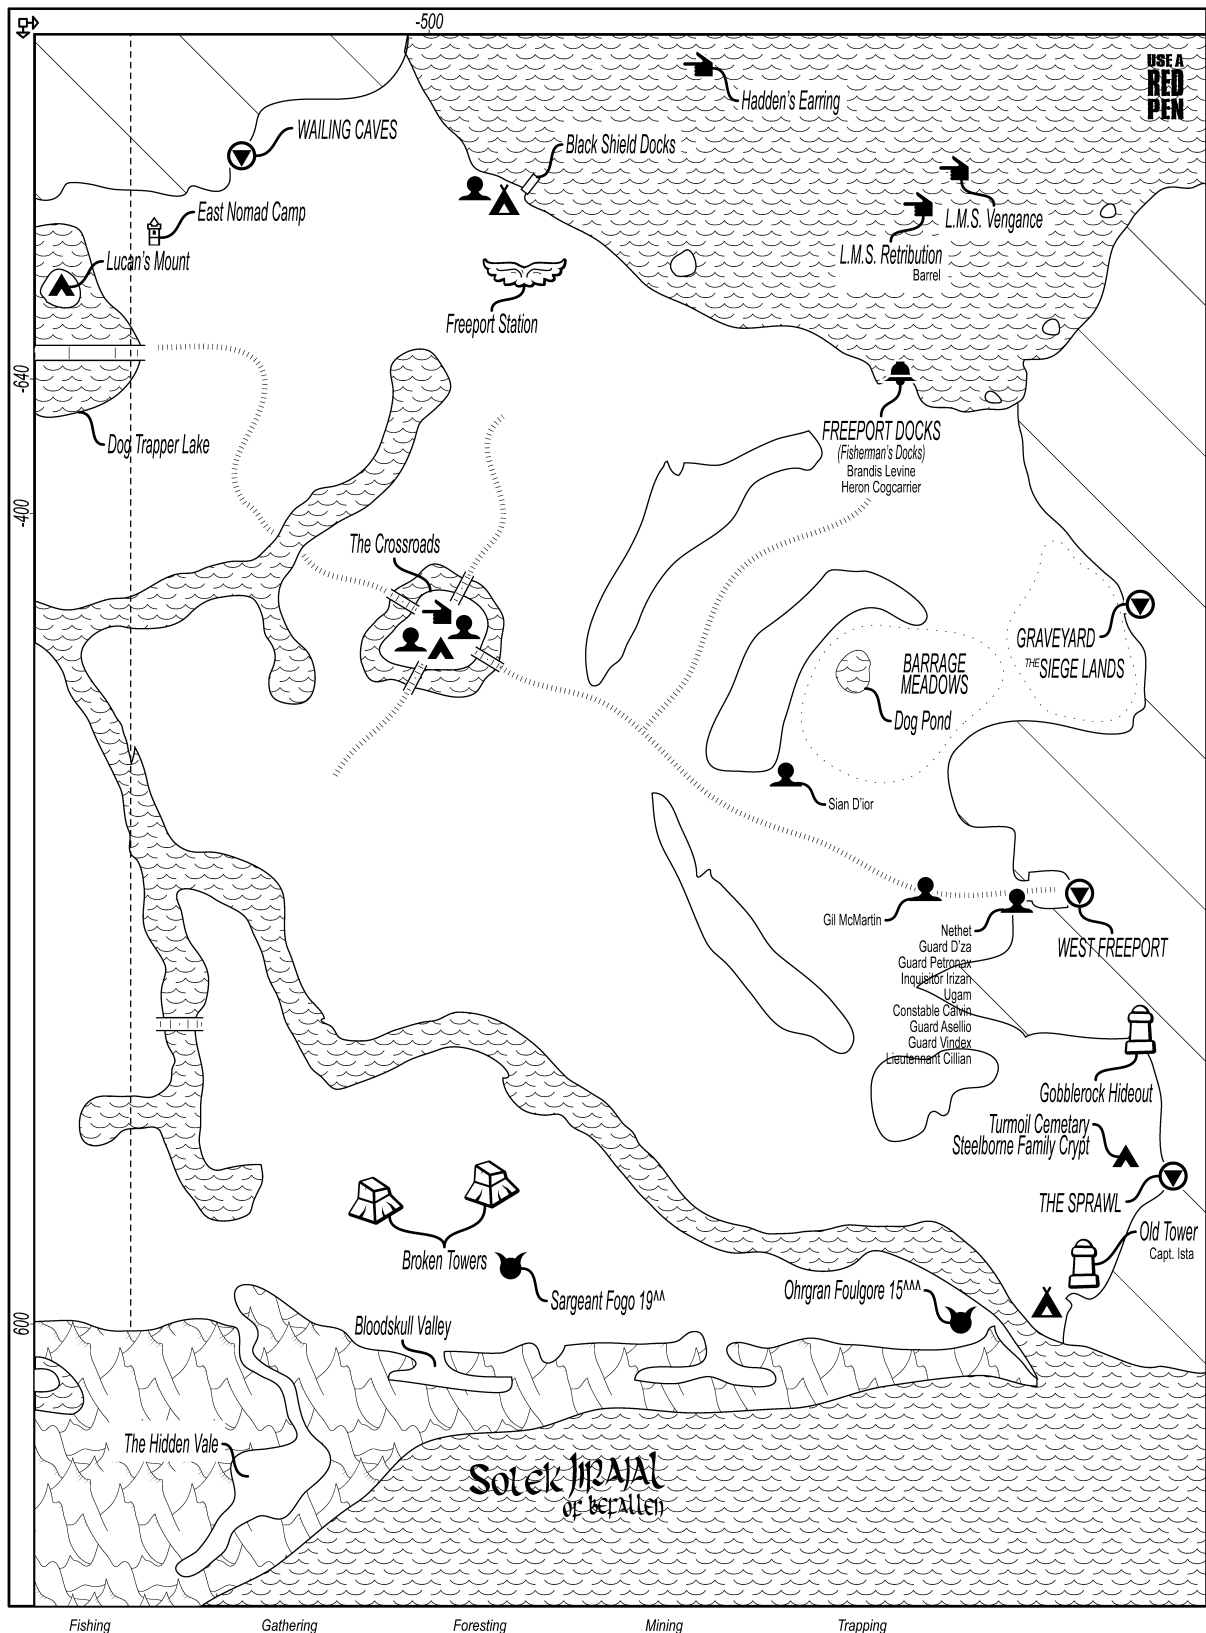 -500
USE A
RED
PEN
Hadden's Earring
WAILING CAVES
Black Shield Docks
East Nomad Camp
L.M.S. Vengance
Lucan's Mount
L.M.S. Retribution
Barrel
Freeport Station
-640
Dog Trapper Lake
FREEPORT DOCKS
(Fisherman's Docks)
Brandis Levine
Heron Cogcarrier
-400
The Crossroads
GRAVEYARD
THE SIEGE LANDS
BARRAGE
MEADOWS
Dog Pond
Sian D'ior
Gil McMartin
Nethet
Guard D'za
Guard Petronax
Inquisitor Irizan
Ugam
Constable Calvin
Guard Asellio
Guard Vindex
Lieutennant Cillian
WEST FREEPORT
Gobblerock Hideout
Turmoil Cemetary
Steelborne Family Crypt
THE SPRAWL
Old Tower
Capt. Ista
Broken Towers
Sargeant Fogo 19^^
Ohrgran Foulgore 15^^^
600
Bloodskull Valley
The Hidden Vale
Solek Jirajal
of Befallen
Fishing
Gathering
Foresting
Mining
Trapping